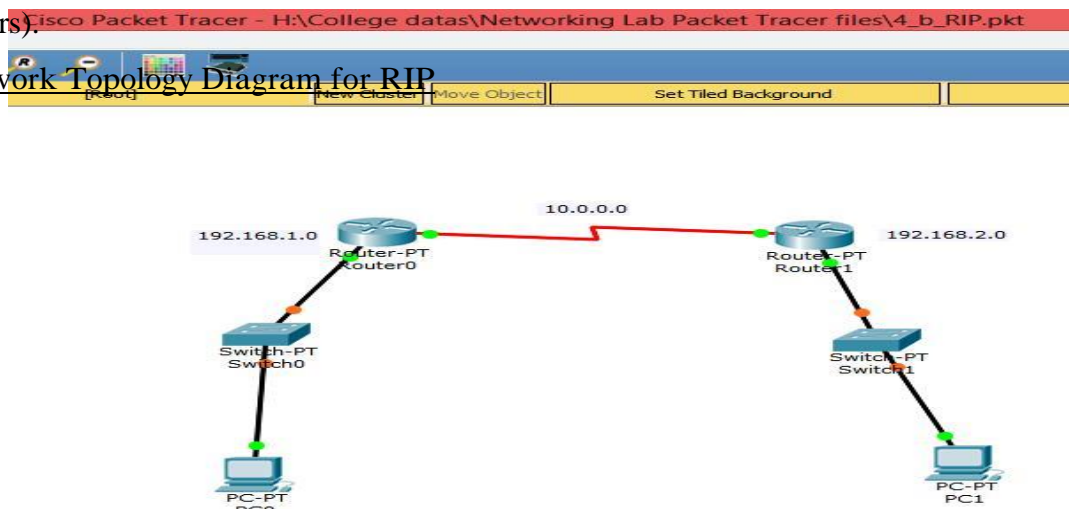 rs).
Cisco Packet Tracer - H:\College datas\Networking Lab Packet Tracer files\4_b_RIP.pkt
work Topology Diagram for RIP
[Root] New Cluster Move Object Set Tiled Background
10.0.0.0
192.168.1.0
192.168.2.0
Router-PT
Router0
Router-PT
Router1
Switch-PT
Switch0
Switch-PT
Switch1
PC-PT
PC0
PC-PT
PC1